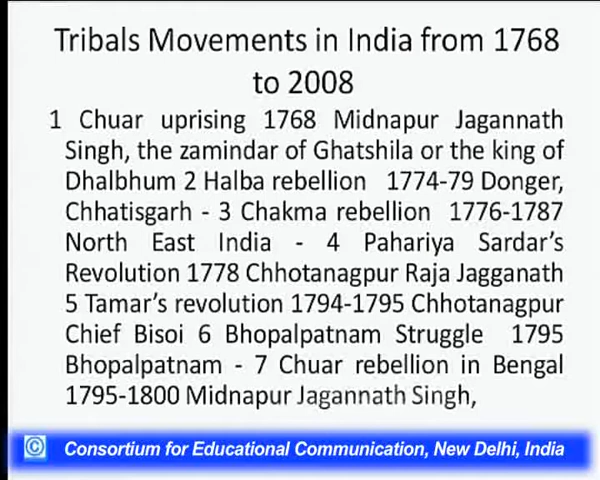 Tribals Movements in India from 1768
to 2008
1 Chuar uprising 1768 Midnapur Jagannath
Singh, the zamindar of Ghatshila or the king of
Dhalbhum 2 Halba rebellion 1774-79 Donger,
Chhatisgarh - 3 Chakma rebellion 1776-1787
North East India - 4 Pahariya Sardar's
Revolution 1778 Chhotanagpur Raja Jagganath
5 Tamar's revolution 1794-1795 Chhotanagpur
Chief Bisoi 6 Bhopalpatnam Struggle 1795
Bhopalpatnam - 7 Chuar rebellion in Bengal
1795-1800 Midnapur Jagannath Singh,
© Consortium for Educational Communication, New Delhi, India